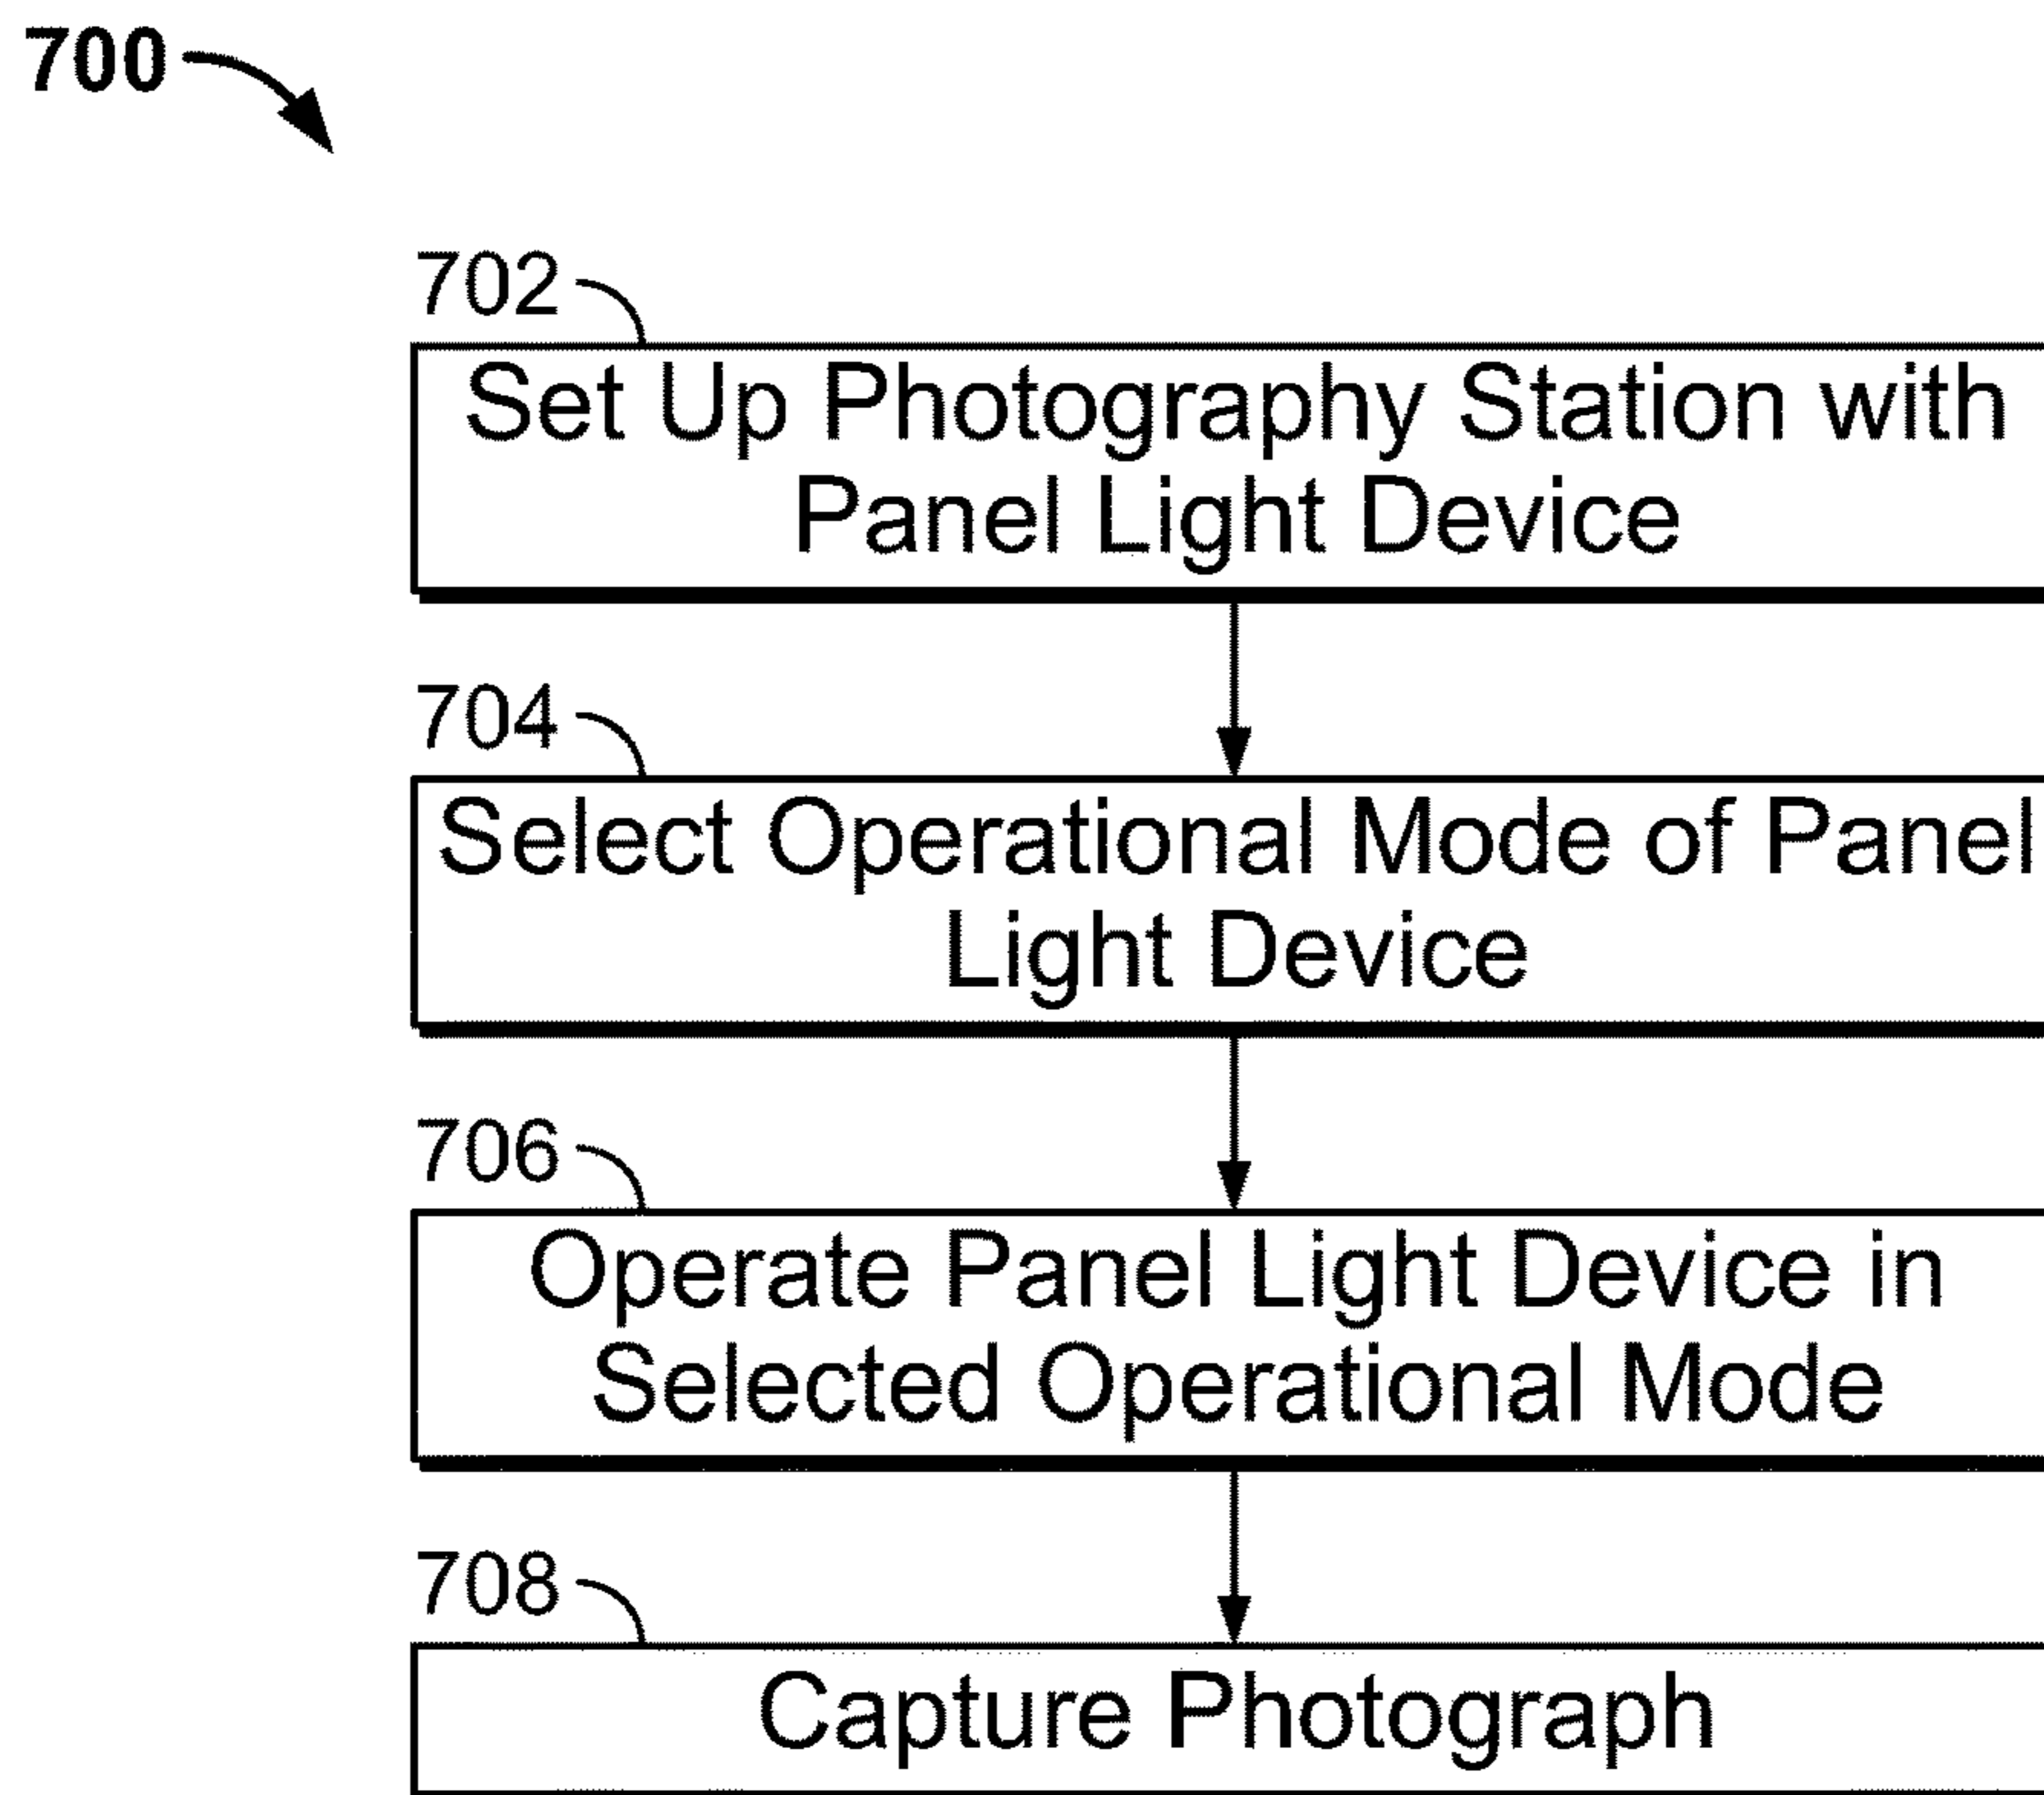 700
702
Set Up Photography Station with
Panel Light Device
704
Select Operational Mode of Panel
Light Device
706
Operate Panel Light Device in
Selected Operational Mode
708
Capture Photograph